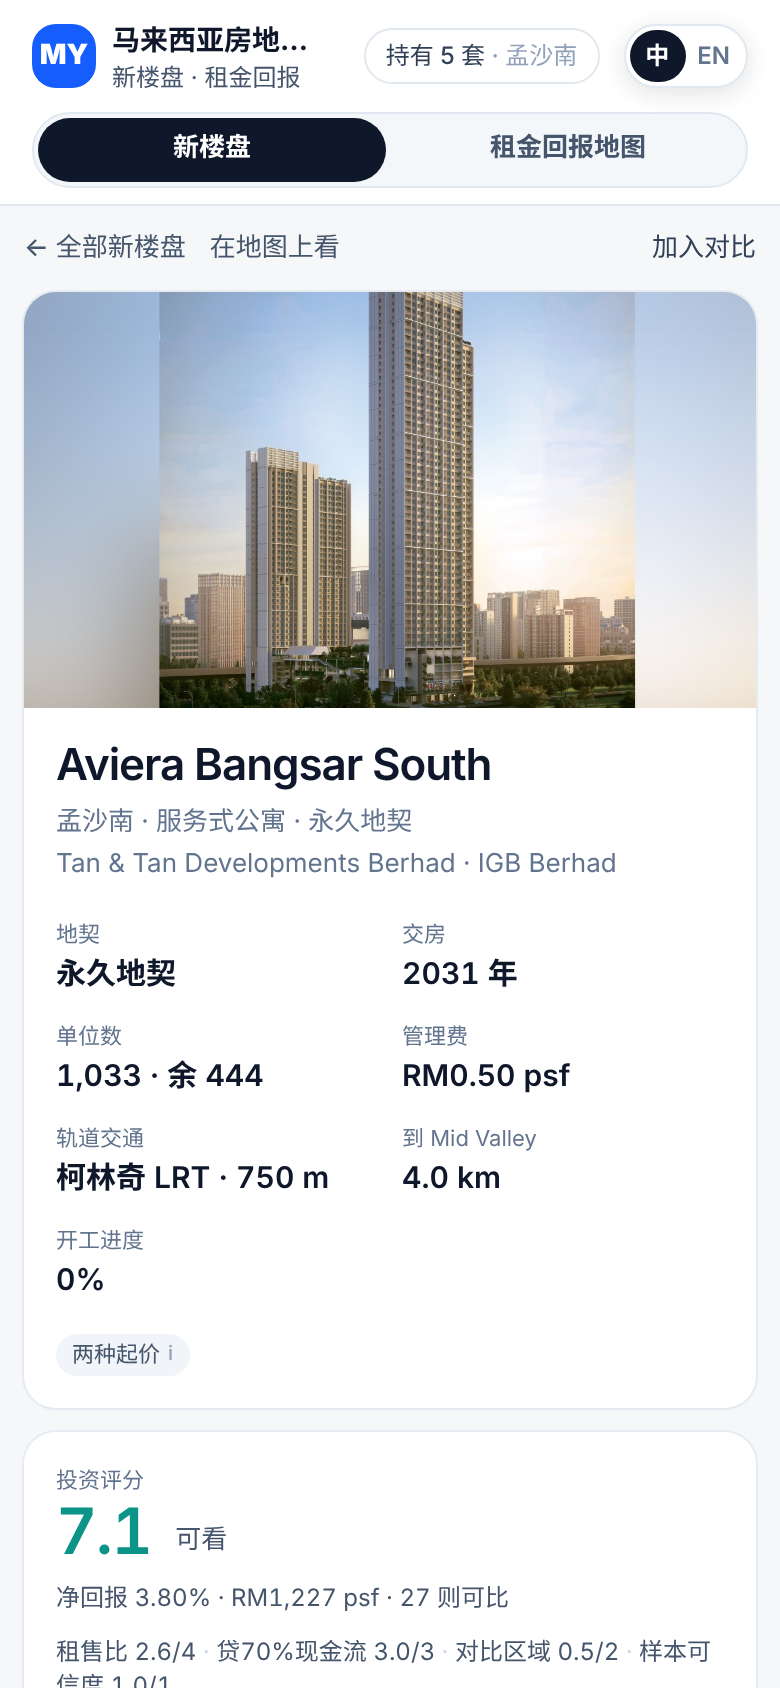 MY
马来西亚房地...
新楼盘 · 租金回报
持有 5 套 · 孟沙南
中
EN
新楼盘
租金回报地图
← 全部新楼盘
在地图上看
加入对比
Aviera Bangsar South
孟沙南 · 服务式公寓 · 永久地契
Tan & Tan Developments Berhad · IGB Berhad
地契
永久地契
交房
2031 年
单位数
1,033 · 余 444
管理费
RM0.50 psf
轨道交通
柯林奇 LRT · 750 m
到 Mid Valley
4.0 km
开工进度
0%
两种起价 i
投资评分
7.1 可看
净回报 3.80% · RM1,227 psf · 27 则可比
租售比 2.6/4 · 贷70%现金流 3.0/3 · 对比区域 0.5/2 · 样本可
信度 1.0/1